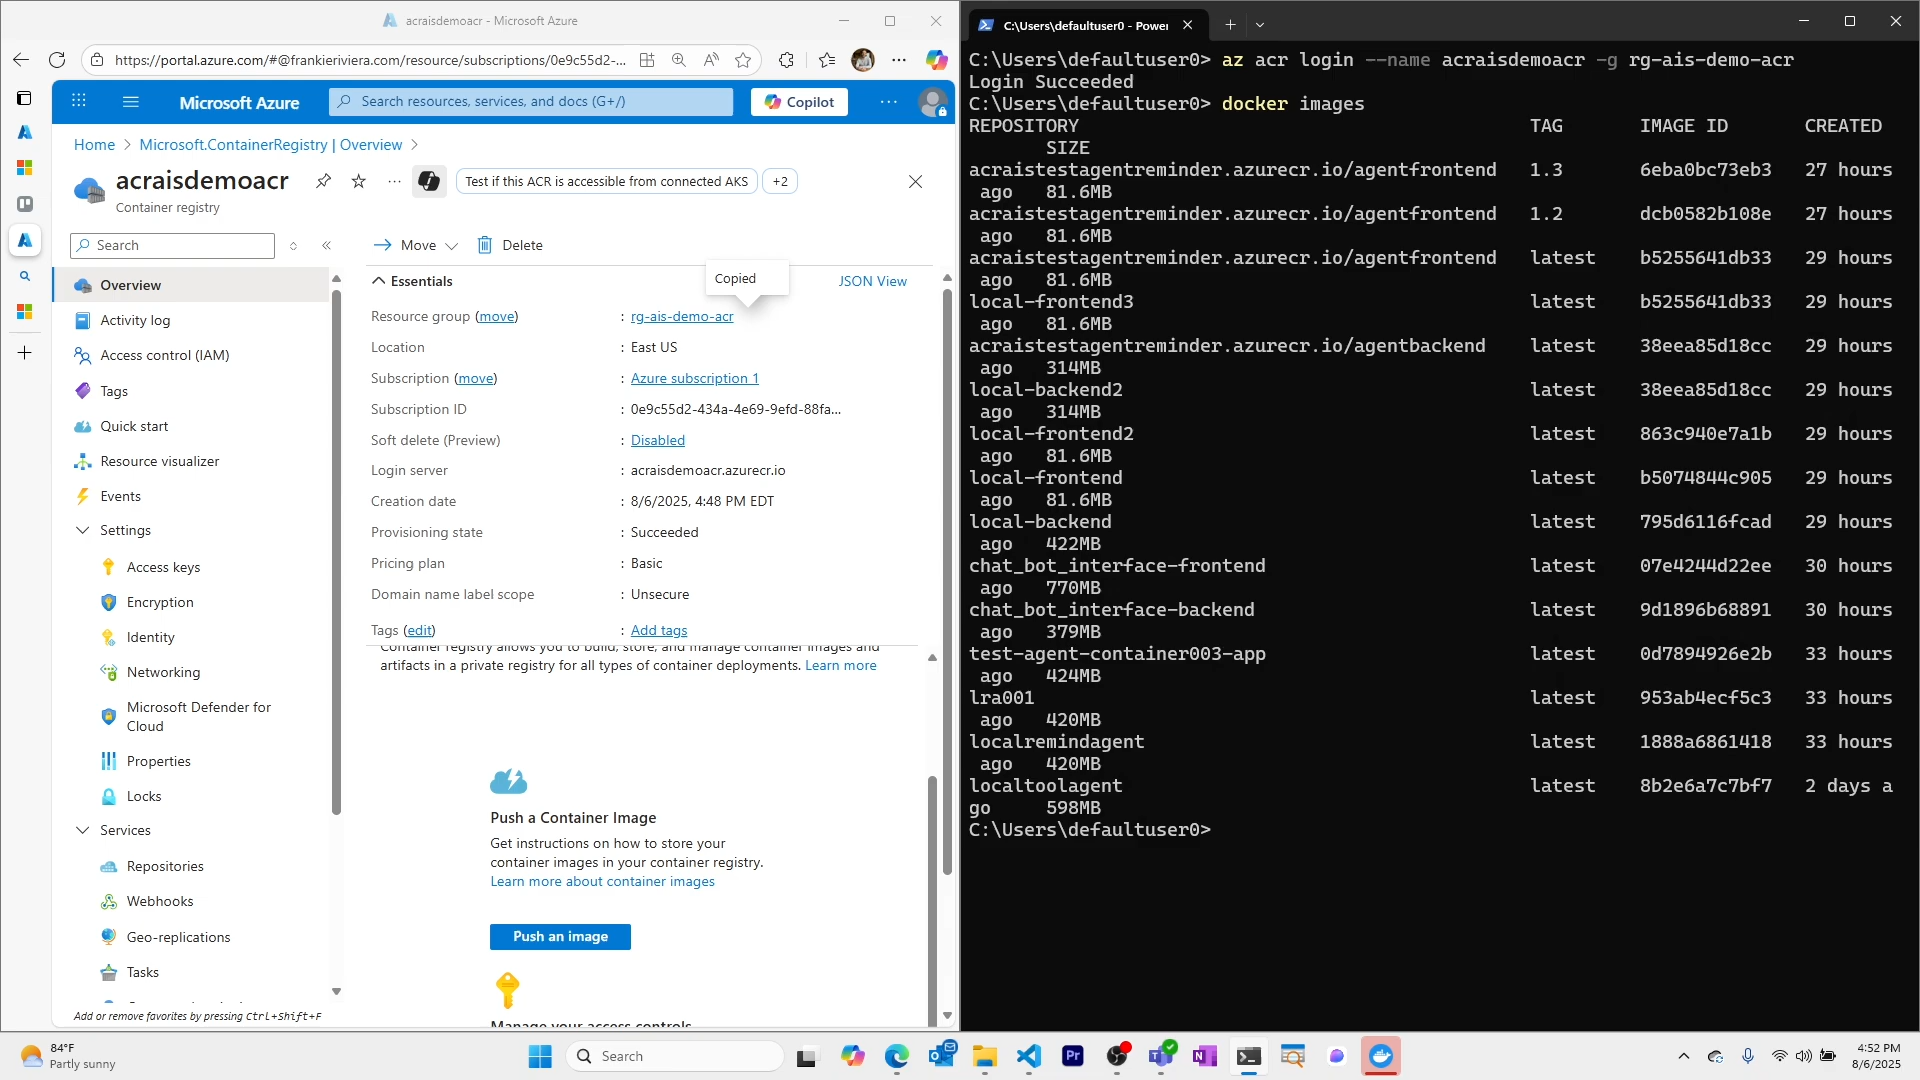 acraisdemoacr - Microsoft Azure
https://portal.azure.com/#@frankieriviera.com/resource/subscriptions/0e9c55d2-...
Microsoft Azure
Search resources, services, and docs (G+/)
Copilot
Home > Microsoft.ContainerRegistry | Overview >
acraisdemoacr
Container registry
Test if this ACR is accessible from connected AKS
+2
Search
Move
Delete
Overview
Activity log
Access control (IAM)
Tags
Quick start
Resource visualizer
Events
Settings
Access keys
Encryption
Identity
Networking
Microsoft Defender for
Cloud
Properties
Locks
Services
Repositories
Webhooks
Geo-replications
Tasks
Add or remove favorites by pressing Ctrl+Shift+F
Copied
Essentials
JSON View
Resource group (move) : rg-ais-demo-acr
Location : East US
Subscription (move) : Azure subscription 1
Subscription ID : 0e9c55d2-434a-4e69-9efd-88fa...
Soft delete (Preview) : Disabled
Login server : acraisdemoacr.azurecr.io
Creation date : 8/6/2025, 4:48 PM EDT
Provisioning state : Succeeded
Pricing plan : Basic
Domain name label scope : Unsecure
Tags (edit) : Add tags
Container registry allows you to build, store, and manage container images and
artifacts in a private registry for all types of container deployments. Learn more
Push a Container Image
Get instructions on how to store your
container images in your container registry.
Learn more about container images
Push an image
Manage your access controls
C:\Users\defaultuser0 - Power
C:\Users\defaultuser0> az acr login --name acraisdemoacr -g rg-ais-demo-acr
Login Succeeded
C:\Users\defaultuser0> docker images
REPOSITORY TAG IMAGE ID CREATED
SIZE
acraistestagentreminder.azurecr.io/agentfrontend 1.3 6eba0bc73eb3 27 hours
ago 81.6MB
acraistestagentreminder.azurecr.io/agentfrontend 1.2 dcb0582b108e 27 hours
ago 81.6MB
acraistestagentreminder.azurecr.io/agentfrontend latest b5255641db33 29 hours
ago 81.6MB
local-frontend3 latest b5255641db33 29 hours
ago 81.6MB
acraistestagentreminder.azurecr.io/agentbackend latest 38eea85d18cc 29 hours
ago 314MB
local-backend2 latest 38eea85d18cc 29 hours
ago 314MB
local-frontend2 latest 863c940e7a1b 29 hours
ago 81.6MB
local-frontend latest b5074844c905 29 hours
ago 81.6MB
local-backend latest 795d6116fcad 29 hours
ago 422MB
chat_bot_interface-frontend latest 07e4244d22ee 30 hours
ago 770MB
chat_bot_interface-backend latest 9d1896b68891 30 hours
ago 379MB
test-agent-container003-app latest 0d7894926e2b 33 hours
ago 424MB
lra001 latest 953ab4ecf5c3 33 hours
ago 420MB
localremindagent latest 1888a6861418 33 hours
ago 420MB
localtoolagent latest 8b2e6a7c7bf7 2 days a
go 598MB
C:\Users\defaultuser0>
84°F
Partly sunny
Search
Pr
4:52 PM
8/6/2025